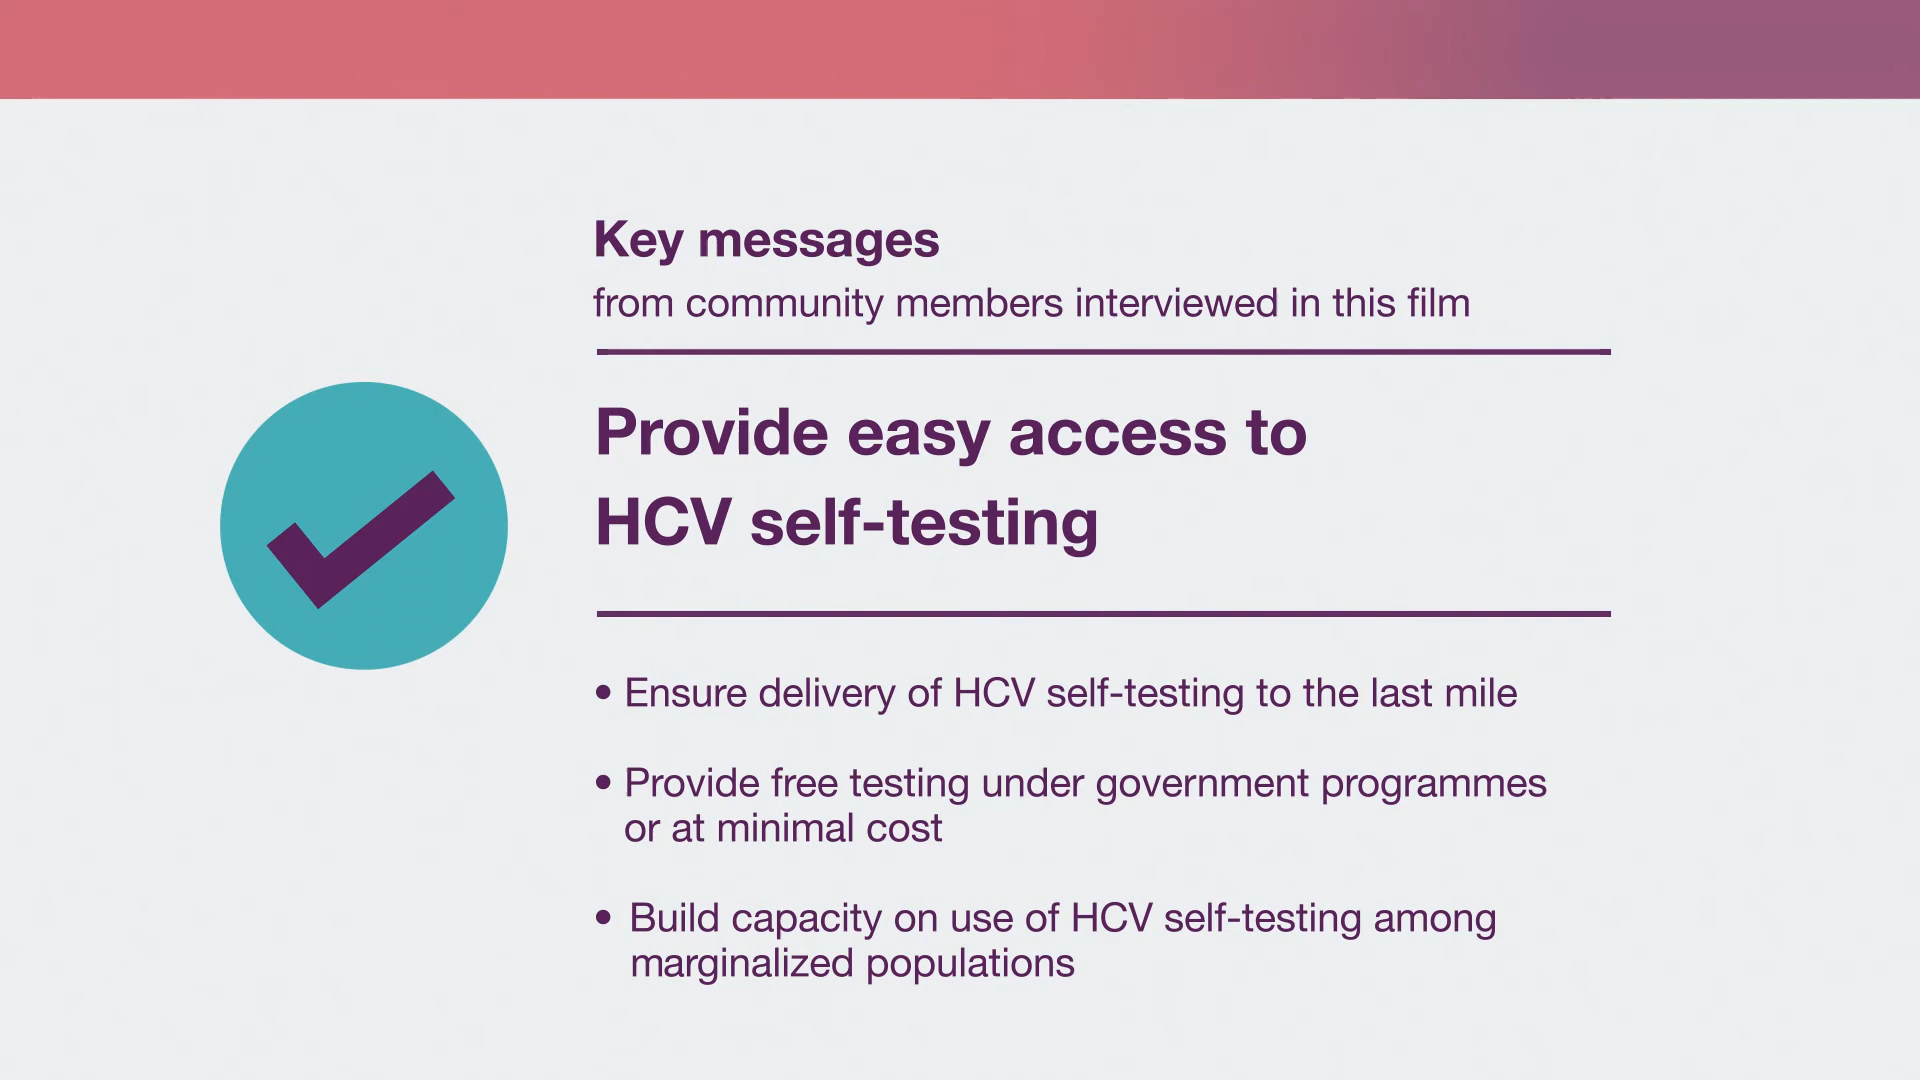 Key messages
from community members interviewed in this film
Provide easy access to
HCV self-testing
• Ensure delivery of HCV self-testing to the last mile
• Provide free testing under government programmes
or at minimal cost
• Build capacity on use of HCV self-testing among
marginalized populations